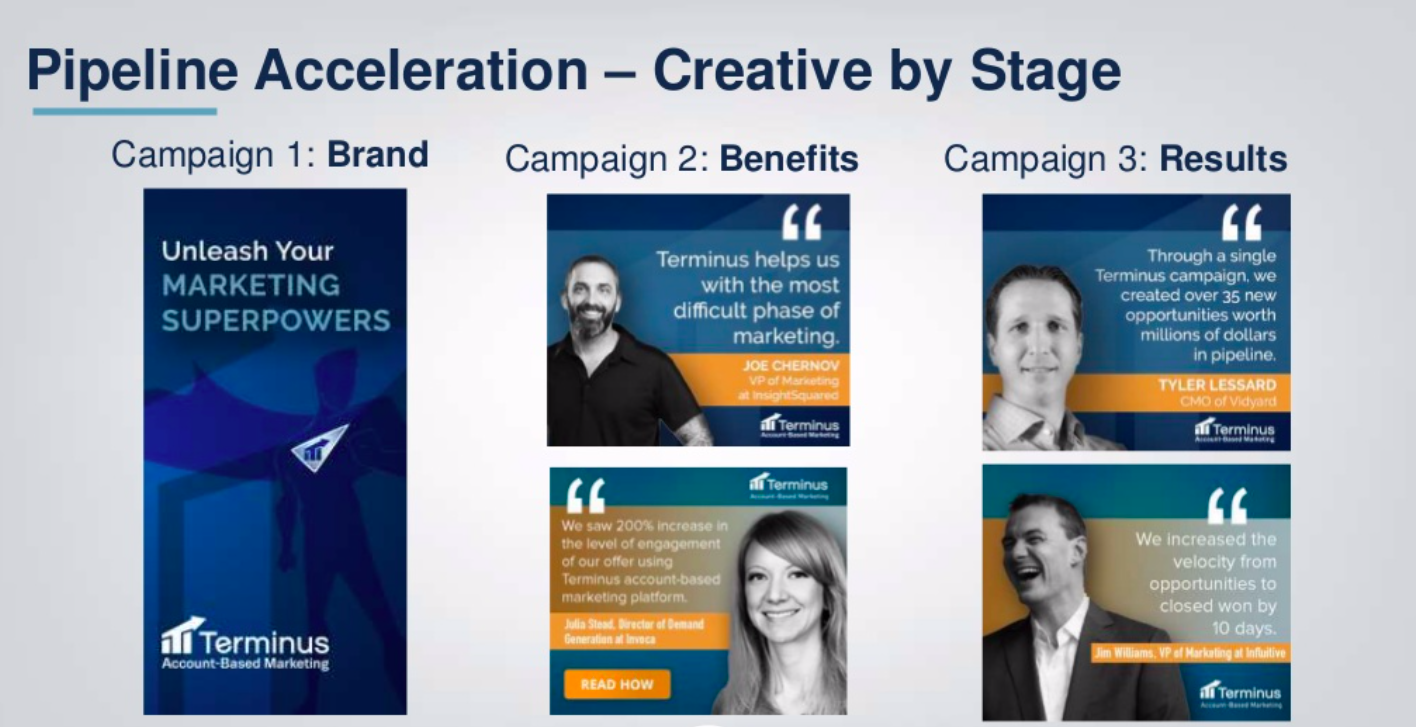 Pipeline Acceleration – Creative by Stage
Campaign 1: Brand
Unleash Your
MARKETING
SUPERPOWERS
Terminus
Account-Based Marketing
Campaign 2: Benefits
“
Terminus helps us
with the most
difficult phase of
marketing.
JOE CHERNOV
VP of Marketing
at InsightSquared
Terminus
Account-Based Marketing
Terminus
Account-Based Marketing
“
We saw 200% increase in
the level of engagement
of our offer using
Terminus account-based
marketing platform.
Julia Stead, Director of Demand
Generation at Invoca
READ HOW
Campaign 3: Results
“
Through a single
Terminus campaign, we
created over 35 new
opportunities worth
millions of dollars
in pipeline.
TYLER LESSARD
CMO of Vidyard
Terminus
Account-Based Marketing
“
We increased the
velocity from
opportunities to
closed won by
10 days.
Jim Williams, VP of Marketing at Influitive
Terminus
Account-Based Marketing